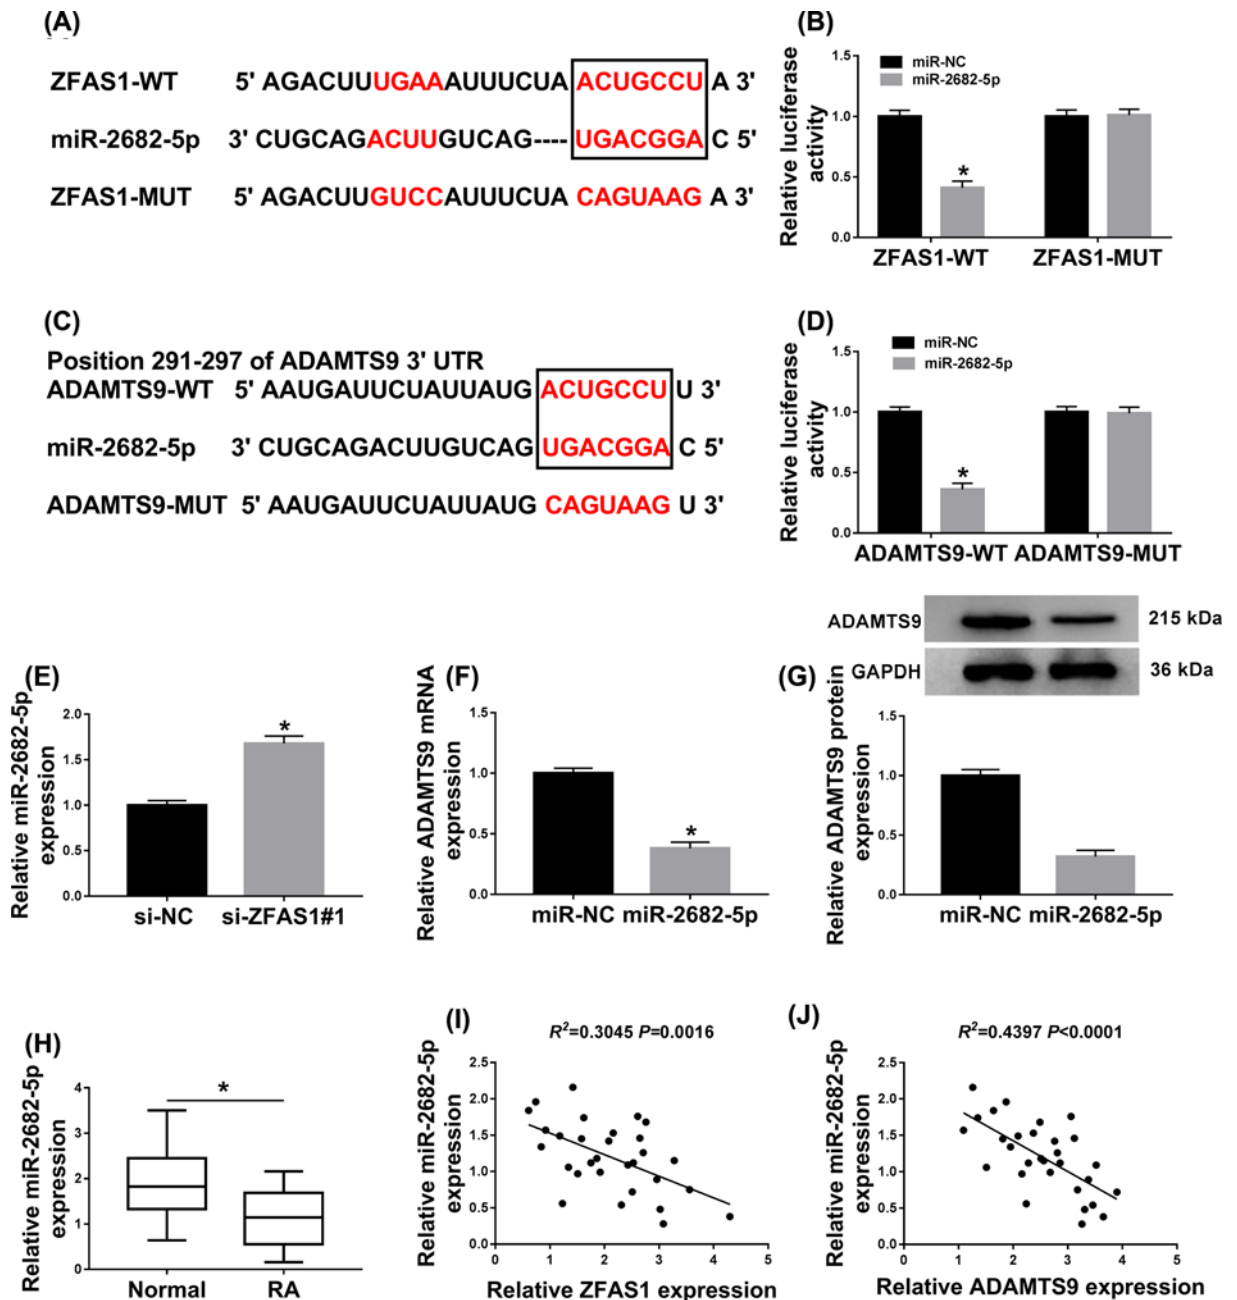 (A)
ZFAS1-WT 5' AGACUUUGAAAUUUCUA ACUGCCU A 3'
miR-2682-5p 3' CUGCAGACUUGUCAG---- UGACGGA C 5'
ZFAS1-MUT 5' AGACUUGUCCAUUUCUA CAGUAAG A 3'
(B)
Relative luciferase
activity
1.5
1.0
0.5
0.0
miR-NC
miR-2682-5p
*
ZFAS1-WT ZFAS1-MUT
(C)
Position 291-297 of ADAMTS9 3' UTR
ADAMTS9-WT 5' AAUGAUUCUAUUAUG ACUGCCU U 3'
miR-2682-5p 3' CUGCAGACUUGUCAG UGACGGA C 5'
ADAMTS9-MUT 5' AAUGAUUCUAUUAUG CAGUAAG U 3'
(D)
Relative luciferase
activity
1.5
1.0
0.5
0.0
miR-NC
miR-2682-5p
*
ADAMTS9-WT ADAMTS9-MUT
(E)
Relative miR-2682-5p
expression
2.0
1.5
1.0
0.5
0.0
*
si-NC si-ZFAS1#1
(F)
Relative ADAMTS9 mRNA
expression
1.5
1.0
0.5
0.0
*
miR-NC miR-2682-5p
(G)
ADAMTS9 215 kDa
GAPDH 36 kDa
Relative ADAMTS9 protein
expression
1.5
1.0
0.5
0.0
miR-NC miR-2682-5p
(H)
Relative miR-2682-5p
expression
4
3
2
1
0
*
Normal RA
(I)
R²=0.3045 P=0.0016
Relative miR-2682-5p
expression
2.5
2.0
1.5
1.0
0.5
0.0
0 1 2 3 4 5
Relative ZFAS1 expression
(J)
R²=0.4397 P<0.0001
Relative miR-2682-5p
expression
2.5
2.0
1.5
1.0
0.5
0.0
0 1 2 3 4 5
Relative ADAMTS9 expression